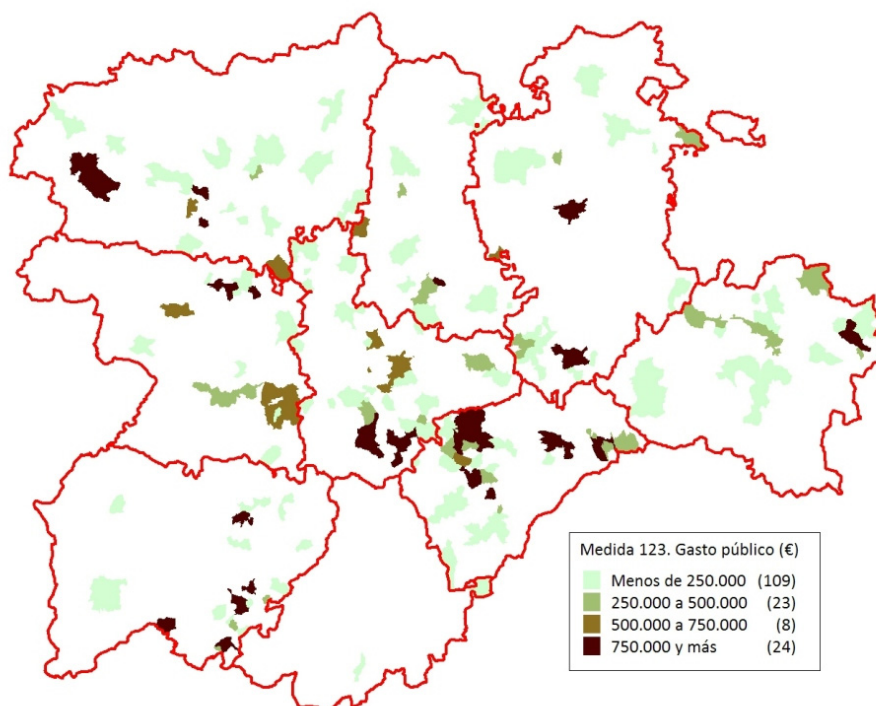 Medida 123. Gasto público (€)
Menos de 250.000 (109)
250.000 a 500.000 (23)
500.000 a 750.000 (8)
750.000 y más (24)